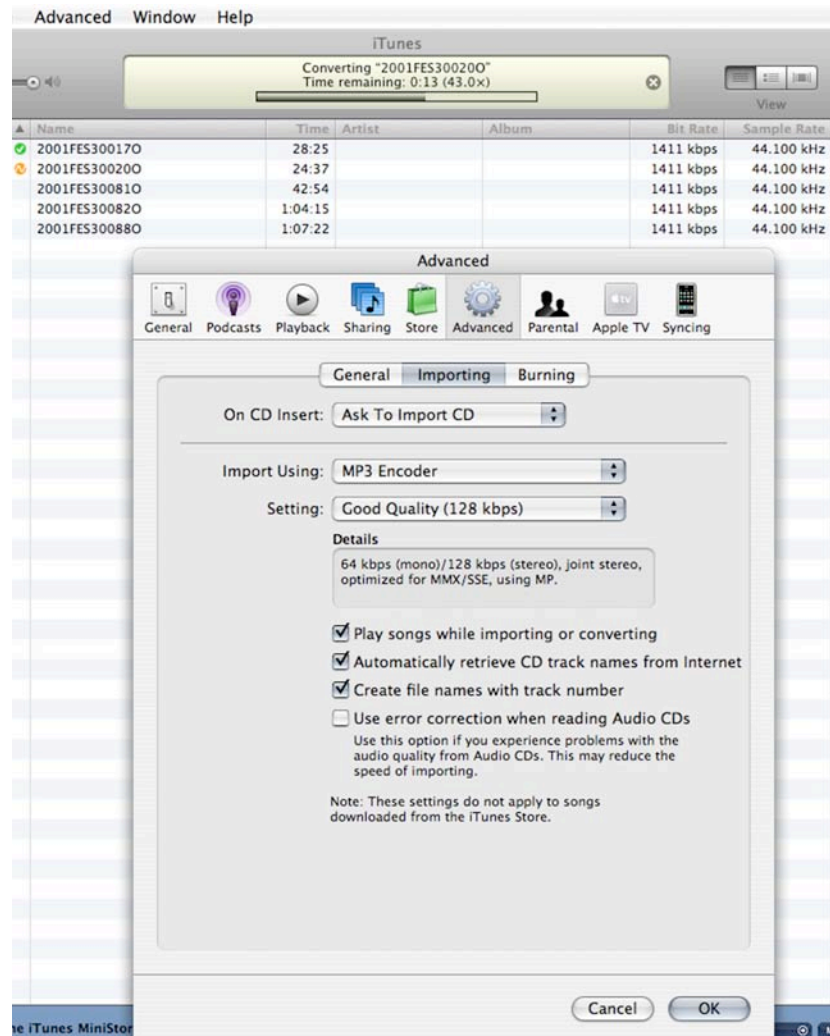 Advanced Window Help
iTunes
Converting "2001FES30020O"
Time remaining: 0:13 (43.0×)
View
Name Time Artist Album Bit Rate Sample Rate
2001FES30017O 28:25 1411 kbps 44.100 kHz
2001FES30020O 24:37 1411 kbps 44.100 kHz
2001FES30081O 42:54 1411 kbps 44.100 kHz
2001FES30082O 1:04:15 1411 kbps 44.100 kHz
2001FES30088O 1:07:22 1411 kbps 44.100 kHz
Advanced
General Podcasts Playback Sharing Store Advanced Parental Apple TV Syncing
General Importing Burning
On CD Insert: Ask To Import CD
Import Using: MP3 Encoder
Setting: Good Quality (128 kbps)
Details
64 kbps (mono)/128 kbps (stereo), joint stereo,
optimized for MMX/SSE, using MP.
Play songs while importing or converting
Automatically retrieve CD track names from Internet
Create file names with track number
Use error correction when reading Audio CDs
Use this option if you experience problems with the
audio quality from Audio CDs. This may reduce the
speed of importing.
Note: These settings do not apply to songs
downloaded from the iTunes Store.
Cancel OK
ne iTunes MiniStor